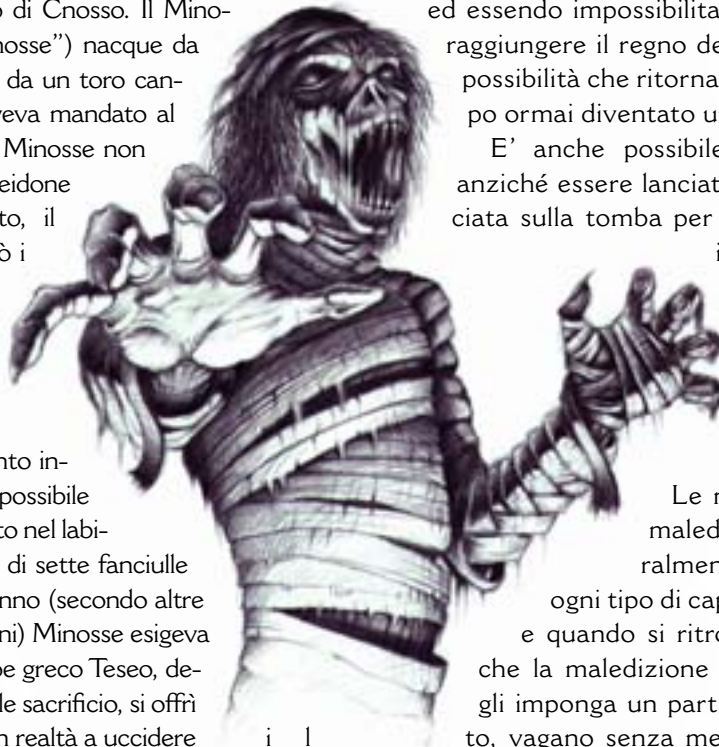 o di Cnosso. Il Mino-
nosse”) nacque da
da un toro can-
veva mandato al
Minosse non
eidone
to, il
ò i
nto in-
possibile
to nel labi-
di sette fanciulle
nno (secondo altre
ni) Minosse esigeva
pe greco Teseo, de-
le sacrificio, si offrì
n realtà a uccidere
i l
ed essendo impossibilita
raggiungere il regno de
possibilità che ritorna
po ormai diventato u
E’ anche possibile
anziché essere lanciat
ciata sulla tomba per
i
Le m
maled
ralmen
ogni tipo di cap
e quando si ritro
che la maledizione
gli imponga un part
to, vagano senza me